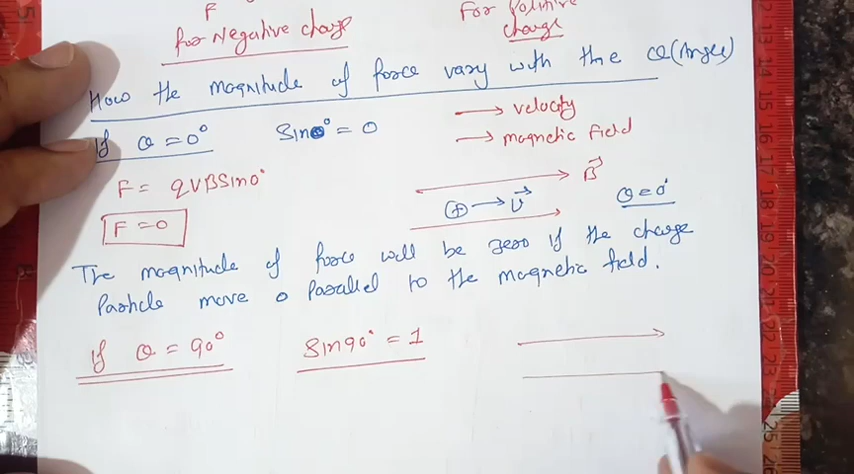 F
for Negative charge
For Positive
charge
How the magnitude of force vary with the θ(Angle)
If θ = 0° Sin0° = 0
→ velocity
→ magnetic field
F = qVBSin0°
B
V
θ = 0°
F = 0
The magnitude of force will be zero if the charge
Particle move parallel to the magnetic field.
If θ = 90° Sin90° = 1